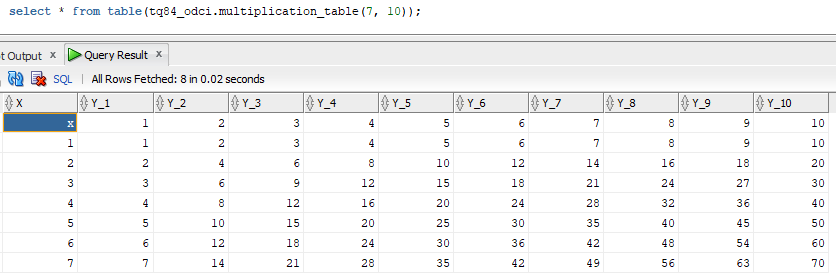 select * from table(tq84_odci.multiplication_table(7, 10));
t Output x Query Result x
SQL | All Rows Fetched: 8 in 0.02 seconds
X Y_1 Y_2 Y_3 Y_4 Y_5 Y_6 Y_7 Y_8 Y_9 Y_10
x 1 2 3 4 5 6 7 8 9 10
1 1 2 3 4 5 6 7 8 9 10
2 2 4 6 8 10 12 14 16 18 20
3 3 6 9 12 15 18 21 24 27 30
4 4 8 12 16 20 24 28 32 36 40
5 5 10 15 20 25 30 35 40 45 50
6 6 12 18 24 30 36 42 48 54 60
7 7 14 21 28 35 42 49 56 63 70